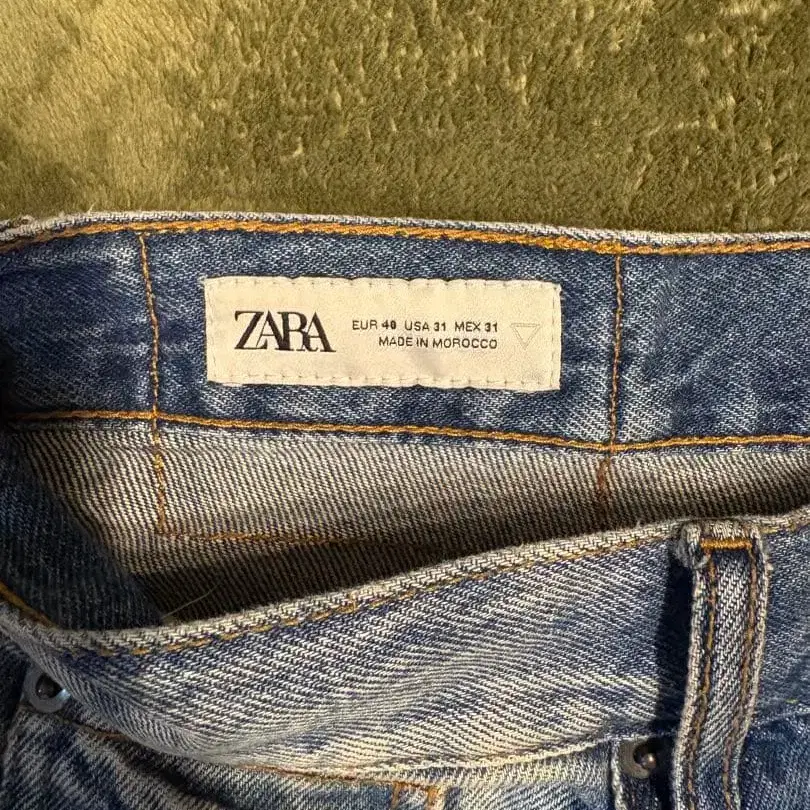 ZARA
EUR 40 USA 31 MEX 31
MADE IN MOROCCO